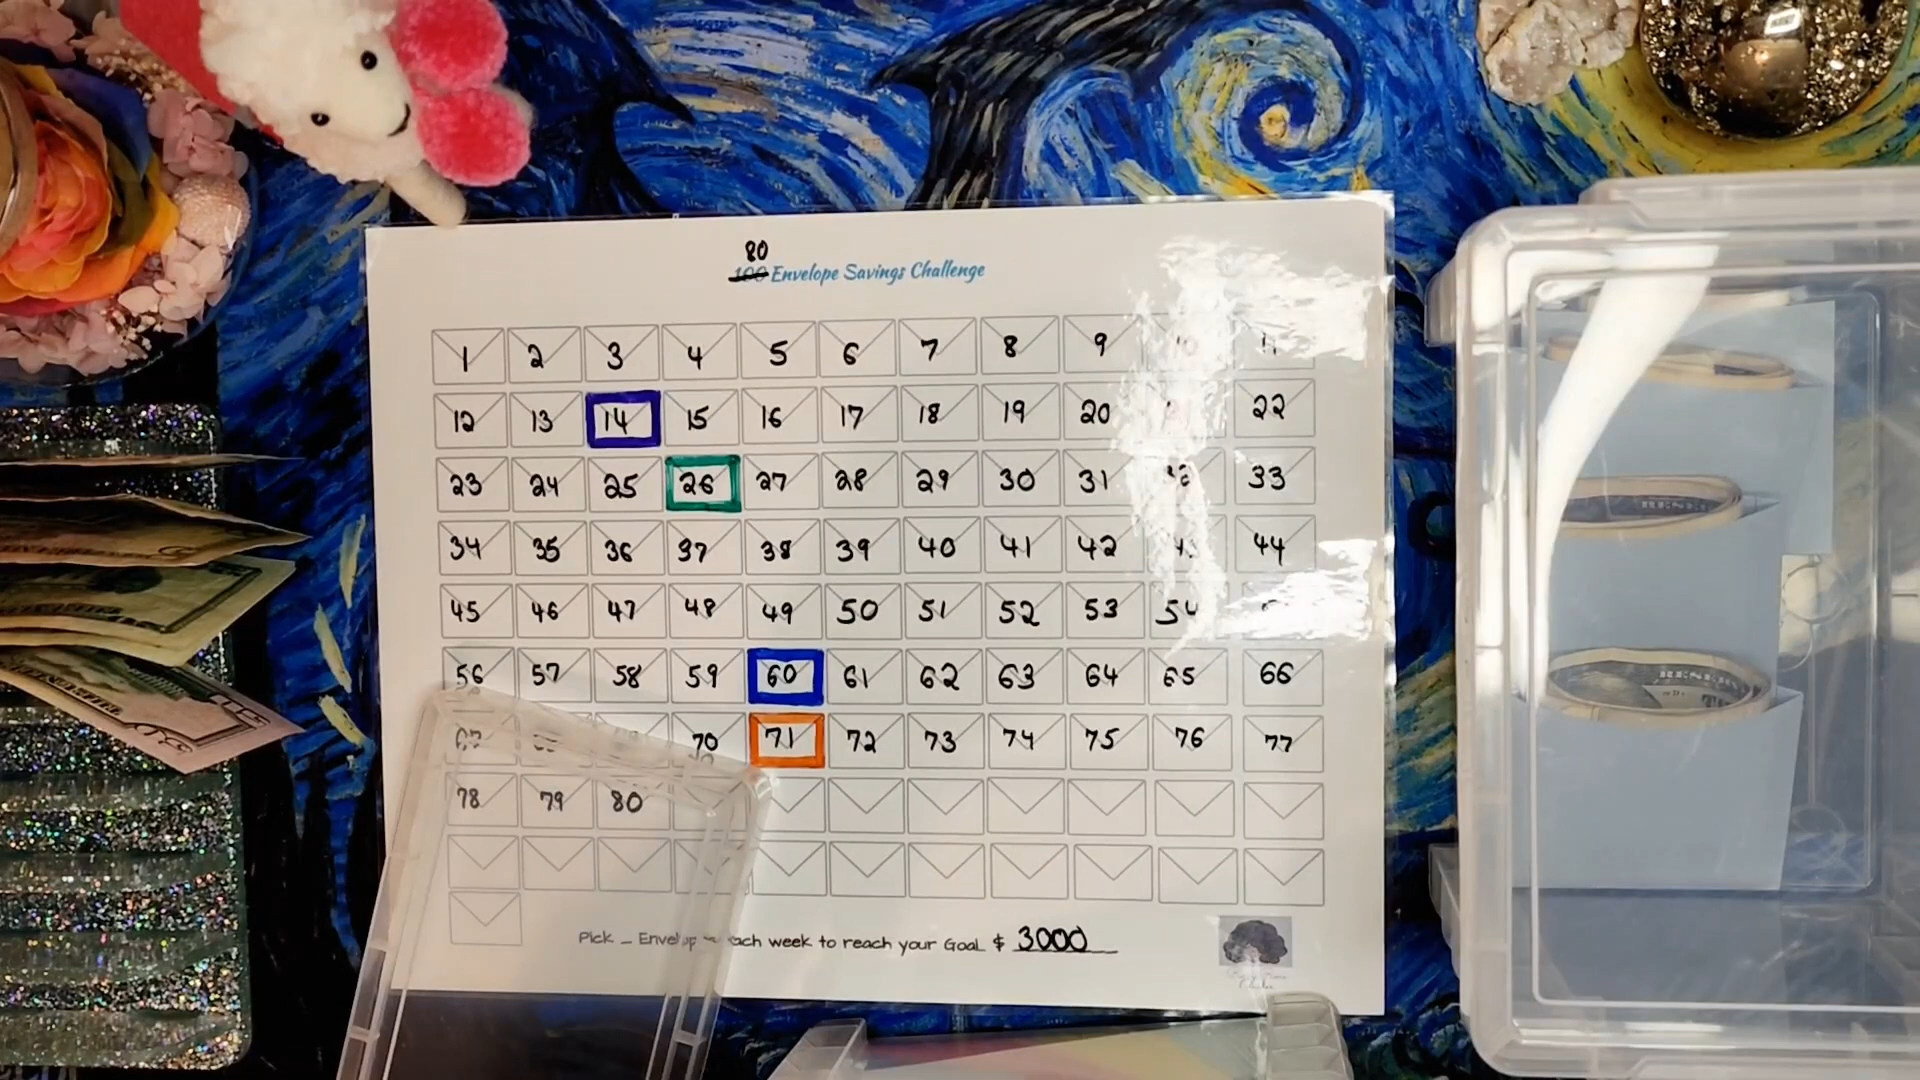 80
100 Envelope Savings Challenge
1 2 3 4 5 6 7 8 9
12 13 14 15 16 17 18 19 20 22
23 24 25 26 27 28 29 30 31 33
34 35 36 37 38 39 40 41 42 44
45 46 47 48 49 50 51 52 53 54
56 57 58 59 60 61 62 63 64 65 66
70 71 72 73 74 75 76 77
78 79 80
Pick _ each week to reach your Goal $ 3000